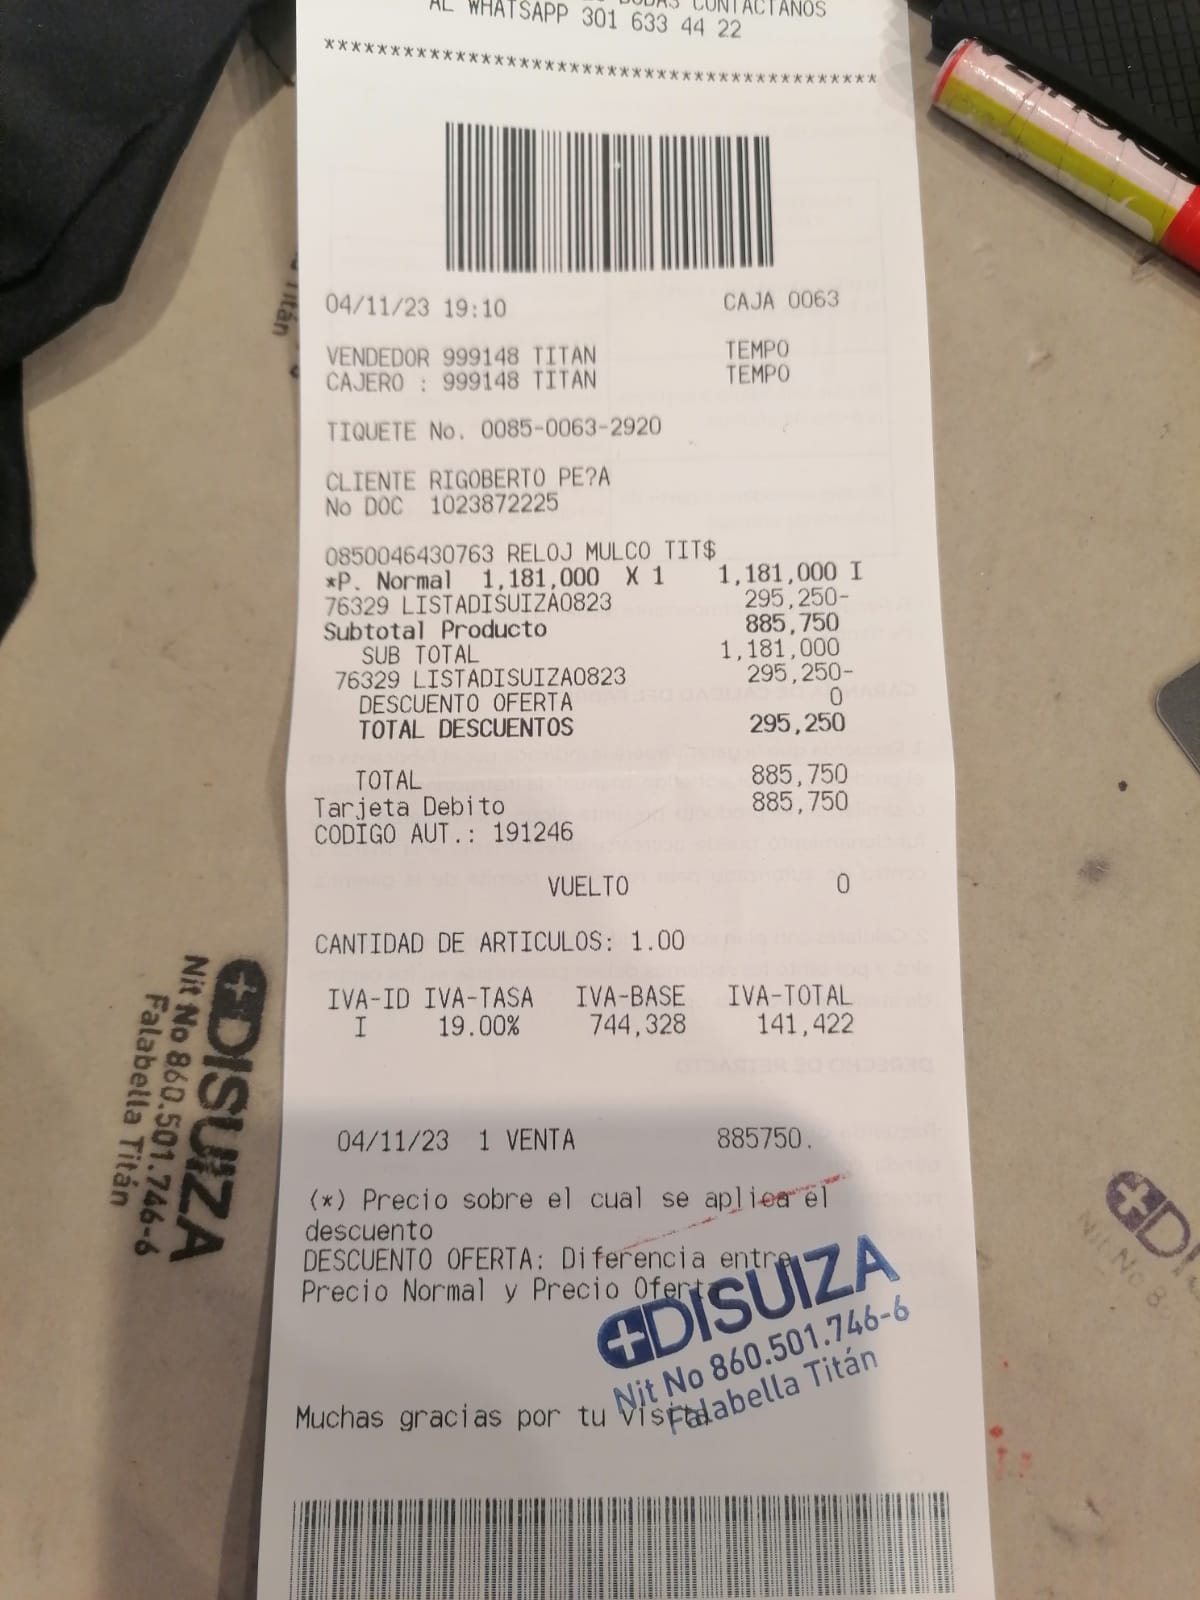 AL WHATSAPP 301 633 44 22
CONTACTANOS
*******************************************
04/11/23 19:10 CAJA 0063
VENDEDOR 999148 TITAN TEMPO
CAJERO : 999148 TITAN TEMPO
TIQUETE No. 0085-0063-2920
CLIENTE RIGOBERTO PE?A
No DOC 1023872225
0850046430763 RELOJ MULCO TIT$
*P. Normal 1,181,000 X 1 1,181,000 I
76329 LISTADISUIZA0823 295,250-
Subtotal Producto 885,750
SUB TOTAL 1,181,000
76329 LISTADISUIZA0823 295,250-
DESCUENTO OFERTA 0
TOTAL DESCUENTOS 295,250
TOTAL 885,750
Tarjeta Debito 885,750
CODIGO AUT.: 191246
VUELTO 0
CANTIDAD DE ARTICULOS: 1.00
IVA-ID IVA-TASA IVA-BASE IVA-TOTAL
I 19.00% 744,328 141,422
04/11/23 1 VENTA 885750.
(*) Precio sobre el cual se aplica el
descuento
DESCUENTO OFERTA: Diferencia entre
Precio Normal y Precio Oferta
DISUIZA
Nit No 860.501.746-6
Falabella Titán
Muchas gracias por tu visita
DISUIZA
Nit No 860.501.746-6
Falabella Titán
Titán
DI
Nit No 8